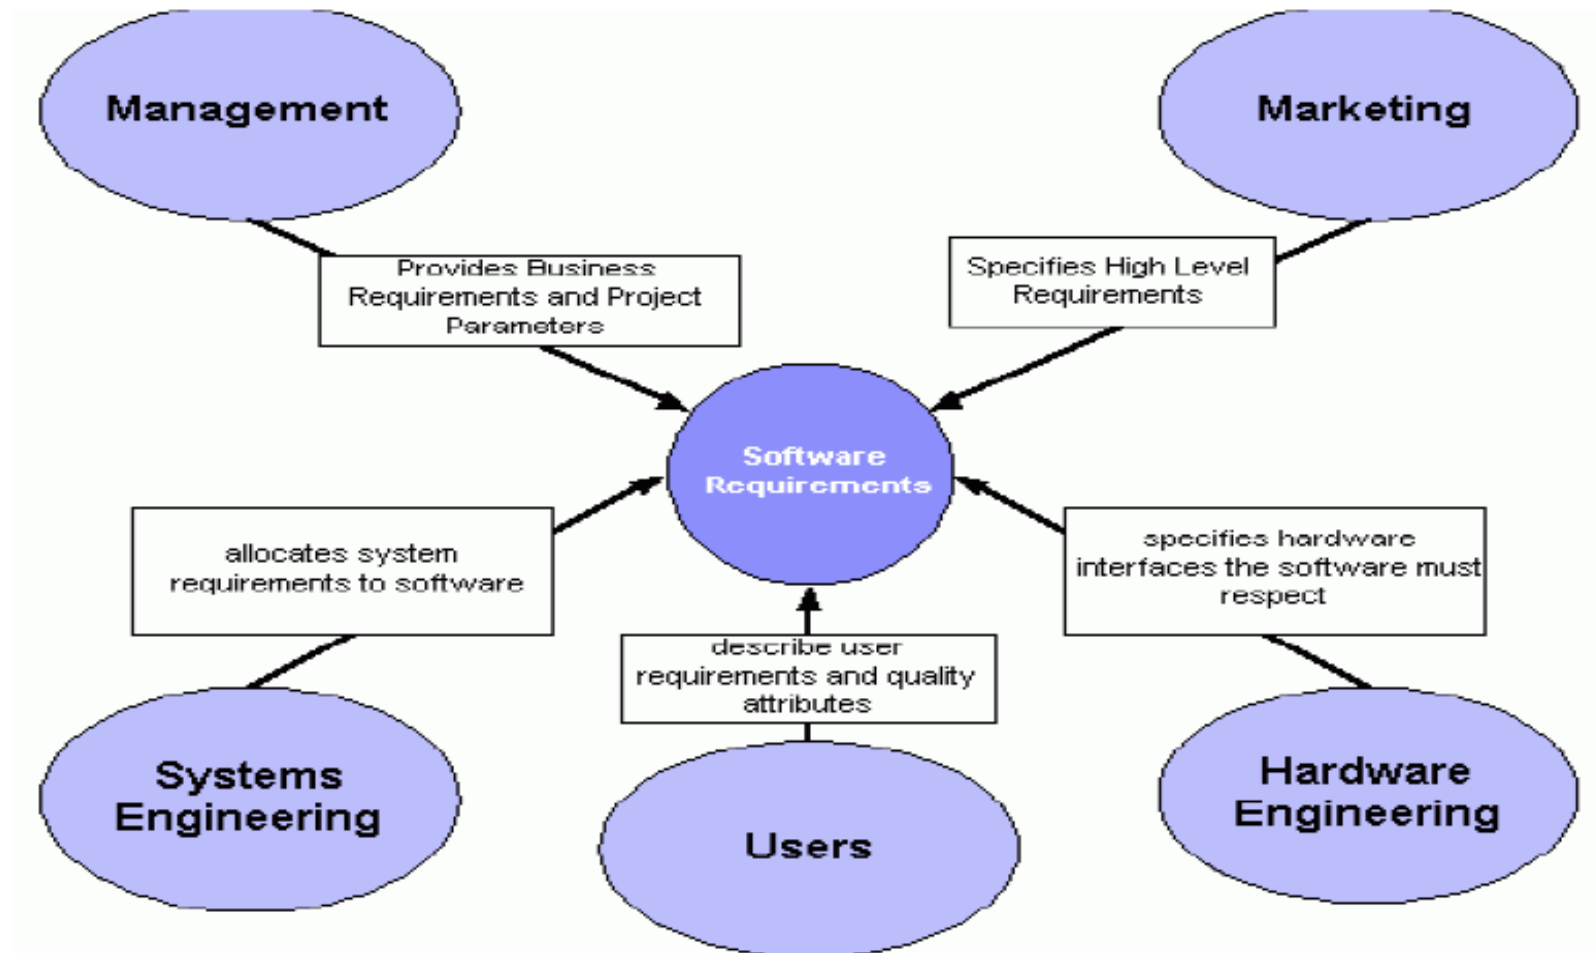 Management
Marketing
Provides Business
Requirements and Project
Parameters
Specifies High Level
Requirements
Software
Requirements
allocates system
requirements to software
specifies hardware
interfaces the software must
respect
describe user
requirements and quality
attributes
Systems
Engineering
Users
Hardware
Engineering